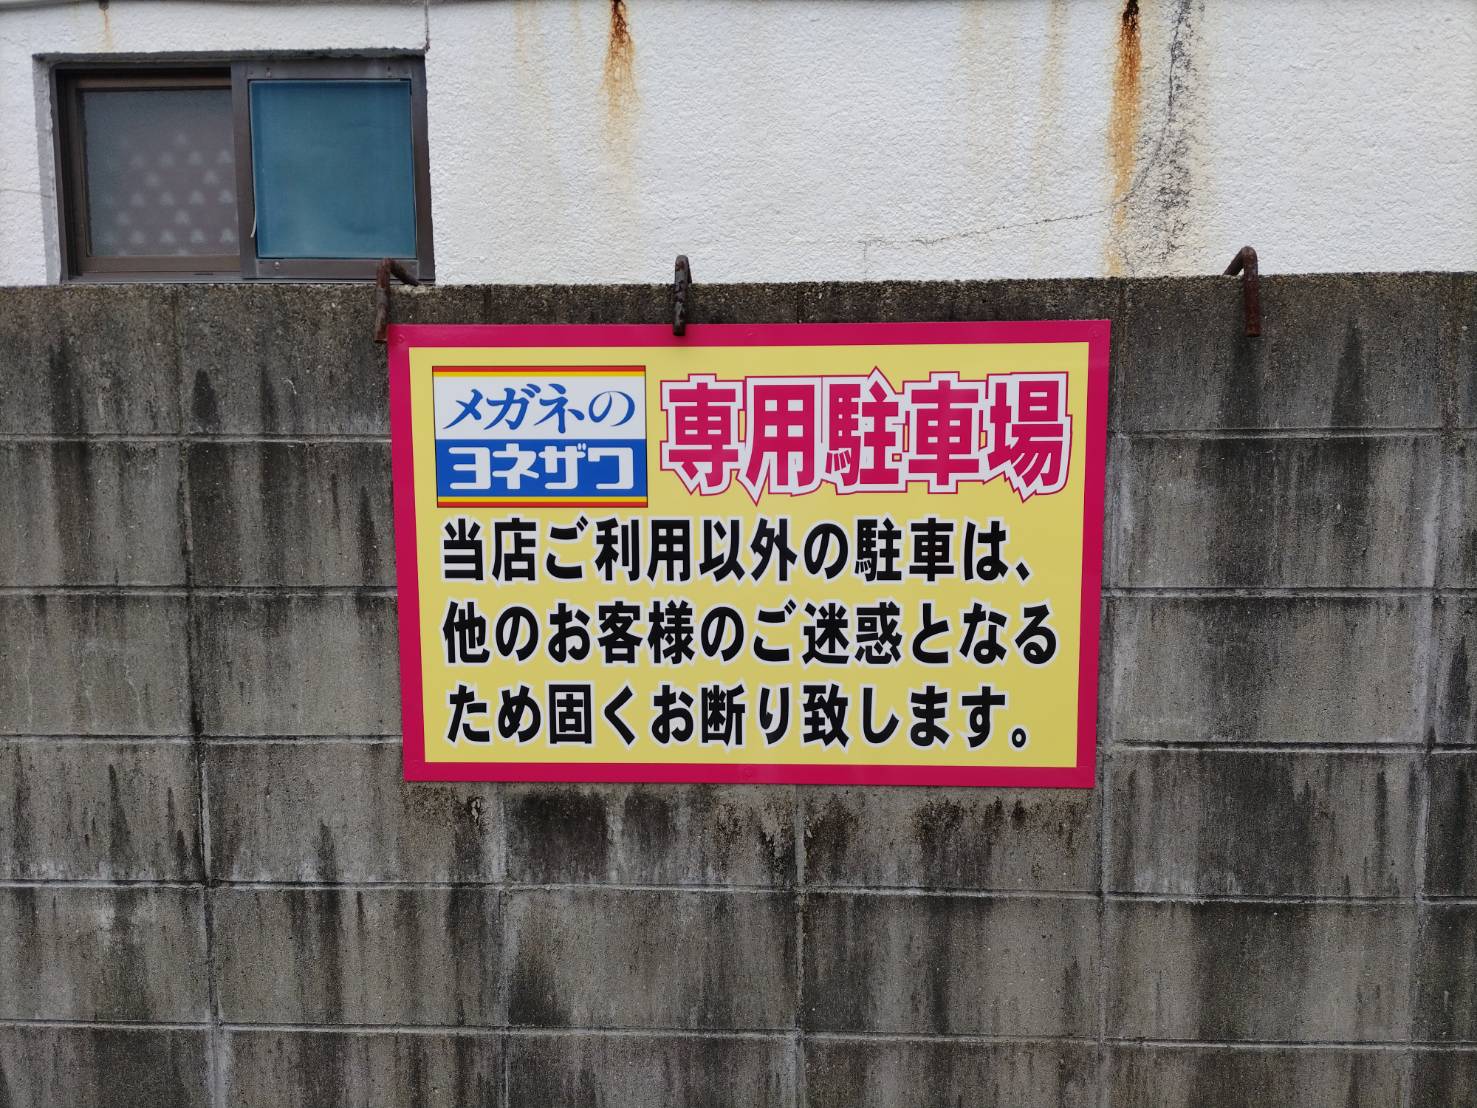 メガネの
ヨネザワ
専用駐車場
当店ご利用以外の駐車は、
他のお客様のご迷惑となる
ため固くお断り致します。